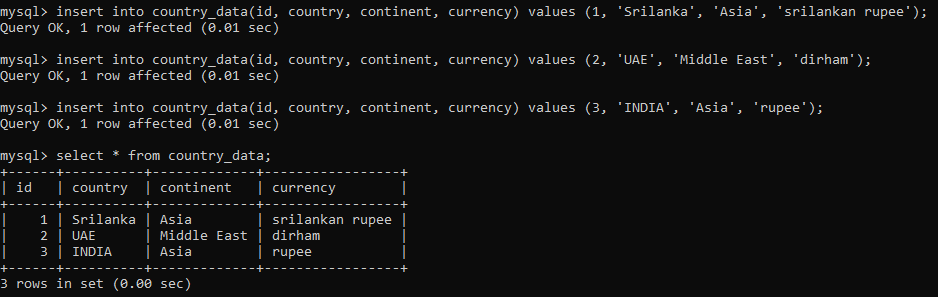 mysql> insert into country_data(id, country, continent, currency) values (1, 'Srilanka', 'Asia', 'srilankan rupee');
Query OK, 1 row affected (0.01 sec)

mysql> insert into country_data(id, country, continent, currency) values (2, 'UAE', 'Middle East', 'dirham');
Query OK, 1 row affected (0.01 sec)

mysql> insert into country_data(id, country, continent, currency) values (3, 'INDIA', 'Asia', 'rupee');
Query OK, 1 row affected (0.01 sec)

mysql> select * from country_data;
+------+----------+-------------+-----------------+
| id   | country  | continent   | currency        |
+------+----------+-------------+-----------------+
|    1 | Srilanka | Asia        | srilankan rupee |
|    2 | UAE      | Middle East | dirham          |
|    3 | INDIA    | Asia        | rupee           |
+------+----------+-------------+-----------------+
3 rows in set (0.00 sec)